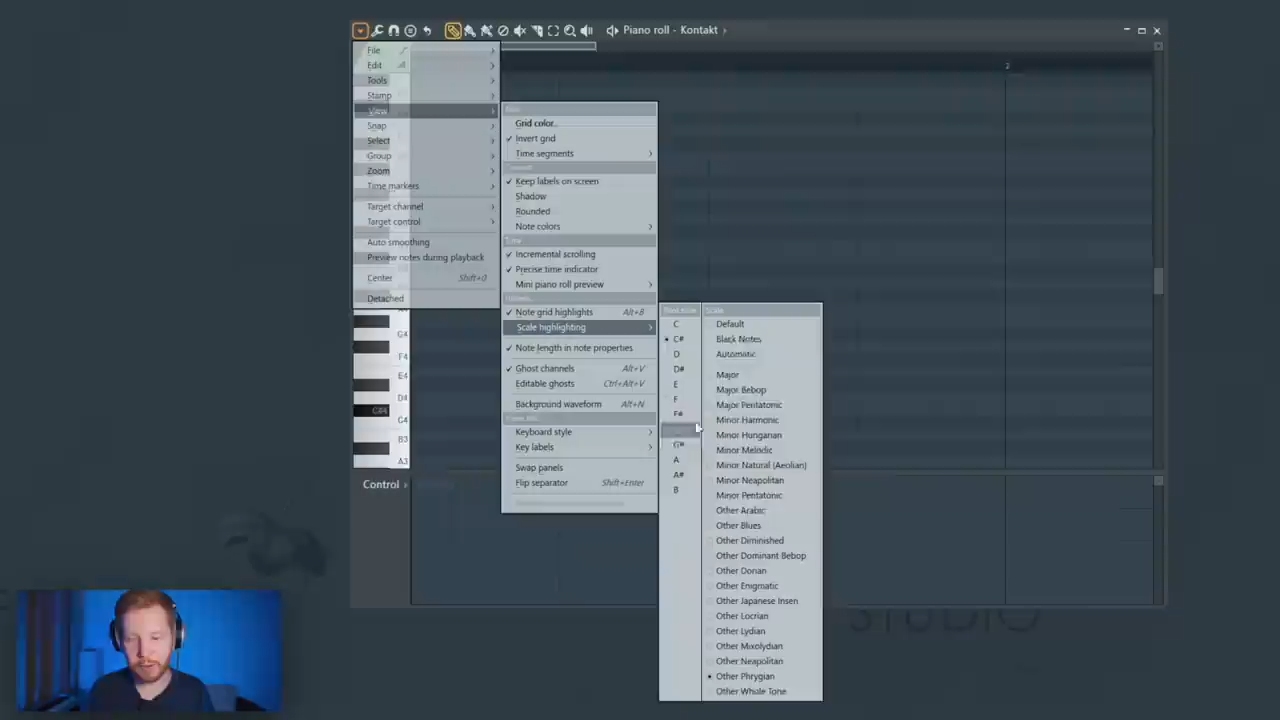 Piano roll - Kontakt
File
Edit
Tools
Stamp
View
Snap
Select
Group
Zoom
Time markers
Target channel
Target control
Auto smoothing
Preview notes during playback
Center Shift+0
Detached
Grid color...
Invert grid
Time segments
Keep labels on screen
Shadow
Rounded
Note colors
Incremental scrolling
Precise time indicator
Mini piano roll preview
Note grid highlights Alt+B
Scale highlighting
Note length in note properties
Ghost channels Alt+V
Editable ghosts Ctrl+Alt+V
Background waveform Alt+N
Keyboard style
Key labels
Swap panels
Flip separator Shift+Enter
C
C#
D
D#
E
F
F#
G#
A
A#
B
Scale
Default
Black Notes
Automatic
Major
Major Bebop
Major Pentatonic
Minor Harmonic
Minor Hungarian
Minor Melodic
Minor Natural (Aeolian)
Minor Neapolitan
Minor Pentatonic
Other Arabic
Other Blues
Other Diminished
Other Dominant Bebop
Other Dorian
Other Enigmatic
Other Japanese Insen
Other Locrian
Other Lydian
Other Mixolydian
Other Neapolitan
Other Phrygian
Other Whole Tone
2
G4
F4
E4
D4
C#4
C4
B3
A3
Control
STUDIO